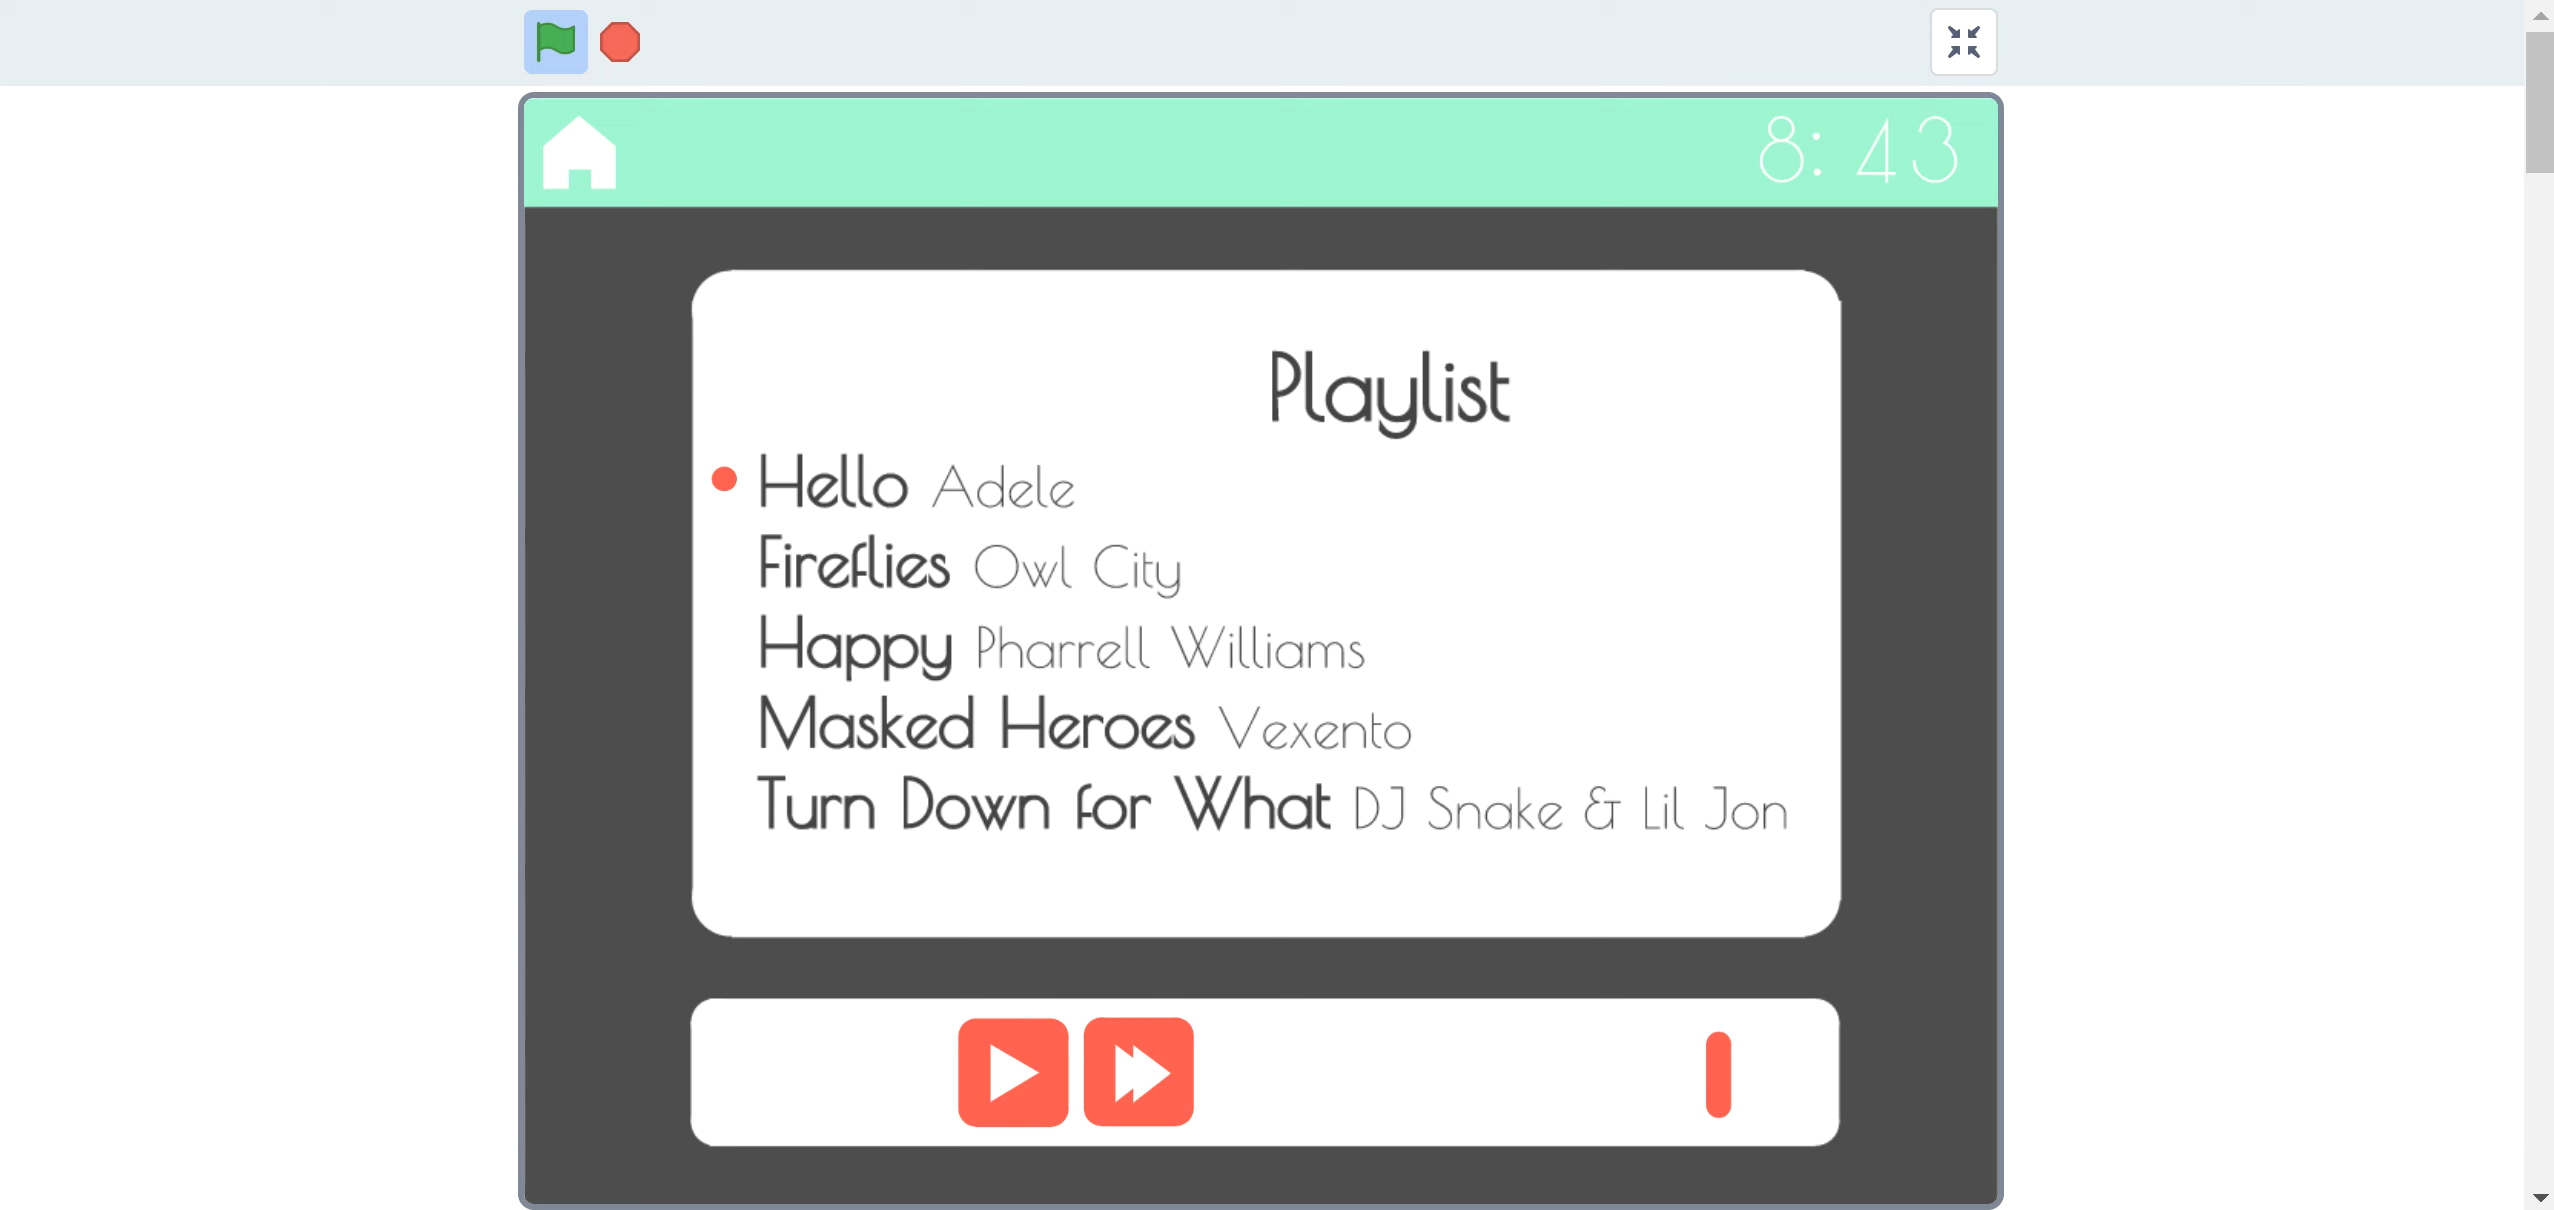 8: 43
Playlist
Hello Adele
Fireflies Owl City
Happy Pharrell Williams
Masked Heroes Vexento
Turn Down for What DJ Snake & Lil Jon